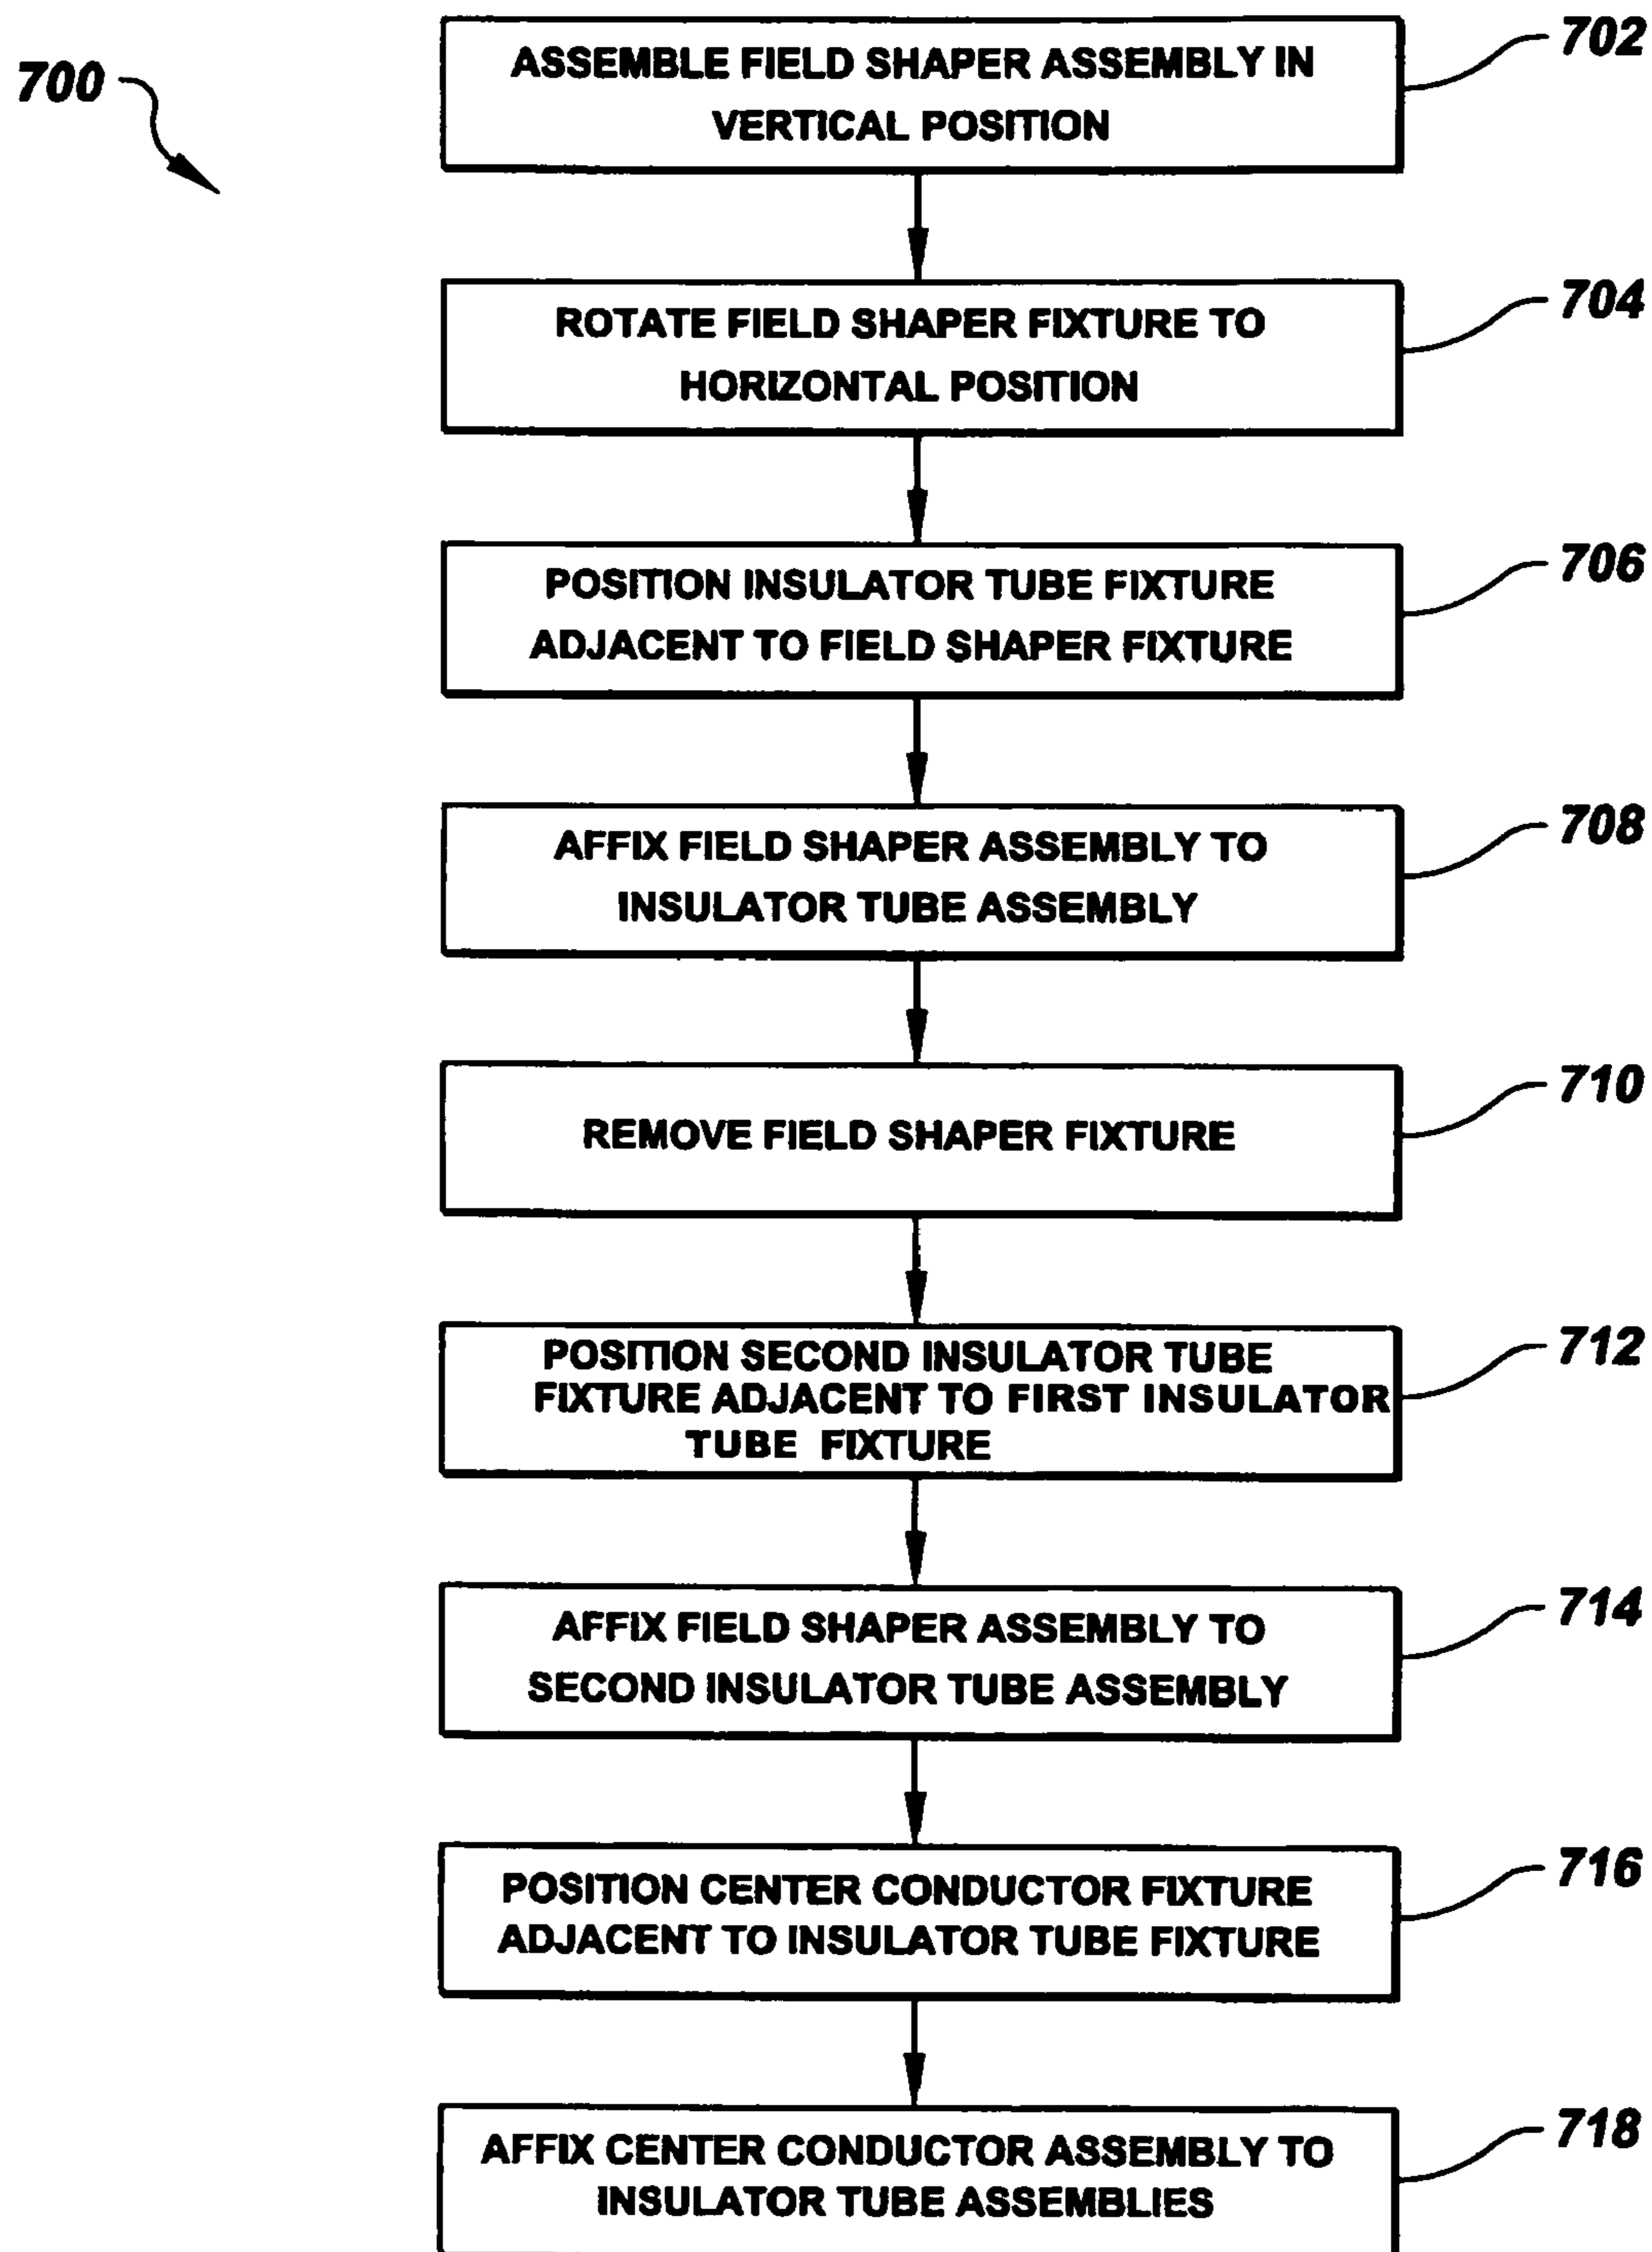 700
ASSEMBLE FIELD SHAPER ASSEMBLY IN
VERTICAL POSITION
702
ROTATE FIELD SHAPER FIXTURE TO
HORIZONTAL POSITION
704
POSITION INSULATOR TUBE FIXTURE
ADJACENT TO FIELD SHAPER FIXTURE
706
AFFIX FIELD SHAPER ASSEMBLY TO
INSULATOR TUBE ASSEMBLY
708
REMOVE FIELD SHAPER FIXTURE
710
POSITION SECOND INSULATOR TUBE
FIXTURE ADJACENT TO FIRST INSULATOR
TUBE FIXTURE
712
AFFIX FIELD SHAPER ASSEMBLY TO
SECOND INSULATOR TUBE ASSEMBLY
714
POSITION CENTER CONDUCTOR FIXTURE
ADJACENT TO INSULATOR TUBE FIXTURE
716
AFFIX CENTER CONDUCTOR ASSEMBLY TO
INSULATOR TUBE ASSEMBLIES
718